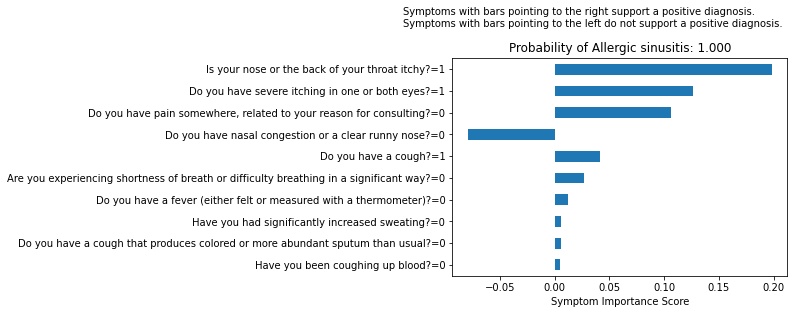 Symptoms with bars pointing to the right support a positive diagnosis.
Symptoms with bars pointing to the left do not support a positive diagnosis.
Probability of Allergic sinusitis: 1.000
Is your nose or the back of your throat itchy?=1
Do you have severe itching in one or both eyes?=1
Do you have pain somewhere, related to your reason for consulting?=0
Do you have nasal congestion or a clear runny nose?=0
Do you have a cough?=1
Are you experiencing shortness of breath or difficulty breathing in a significant way?=0
Do you have a fever (either felt or measured with a thermometer)?=0
Have you had significantly increased sweating?=0
Do you have a cough that produces colored or more abundant sputum than usual?=0
Have you been coughing up blood?=0
−0.05 0.00 0.05 0.10 0.15 0.20
Symptom Importance Score